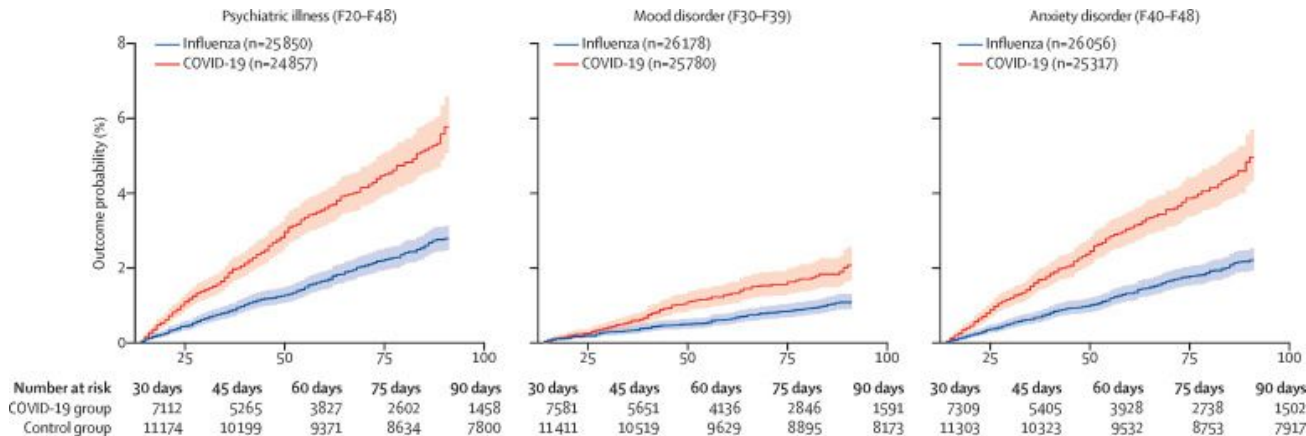 Psychiatric illness (F20–F48)
Influenza (n=25850)
COVID-19 (n=24857)
Mood disorder (F30–F39)
Influenza (n=26178)
COVID-19 (n=25780)
Anxiety disorder (F40–F48)
Influenza (n=26056)
COVID-19 (n=25317)
Outcome probability (%)
8
6
4
2
0
25 50 75 100
25 50 75 100
25 50 75 100
Number at risk 30 days 45 days 60 days 75 days 90 days 30 days 45 days 60 days 75 days 90 days 30 days 45 days 60 days 75 days 90 days
COVID-19 group 7112 5265 3827 2602 1458 7581 5651 4136 2846 1591 7309 5405 3928 2738 1502
Control group 11174 10199 9371 8634 7800 11411 10519 9629 8895 8173 11303 10323 9532 8753 7917